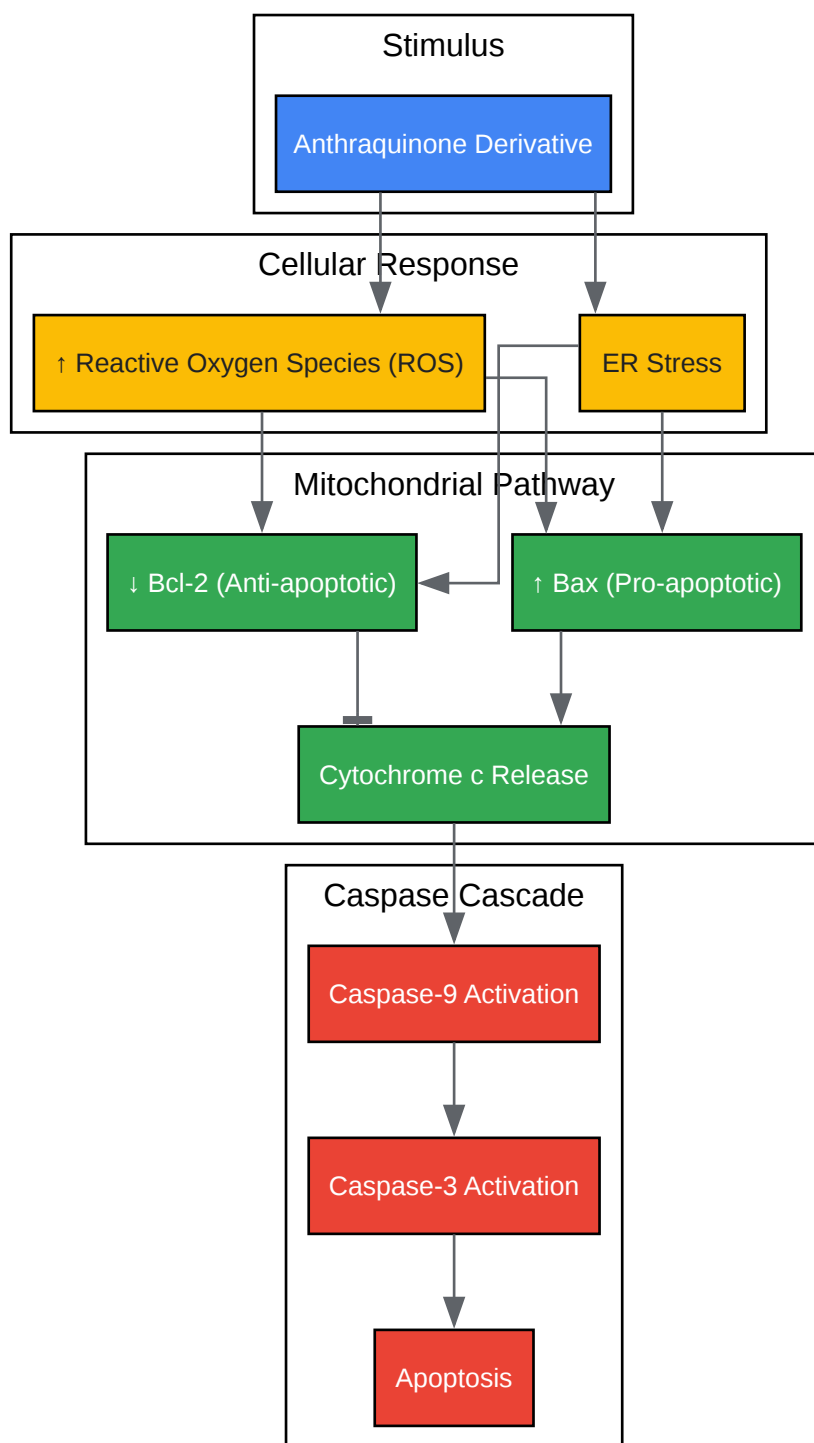 Stimulus
Anthraquinone Derivative
Cellular Response
↑ Reactive Oxygen Species (ROS)
ER Stress
Mitochondrial Pathway
↓ Bcl-2 (Anti-apoptotic)
↑ Bax (Pro-apoptotic)
Cytochrome c Release
Caspase Cascade
Caspase-9 Activation
Caspase-3 Activation
Apoptosis